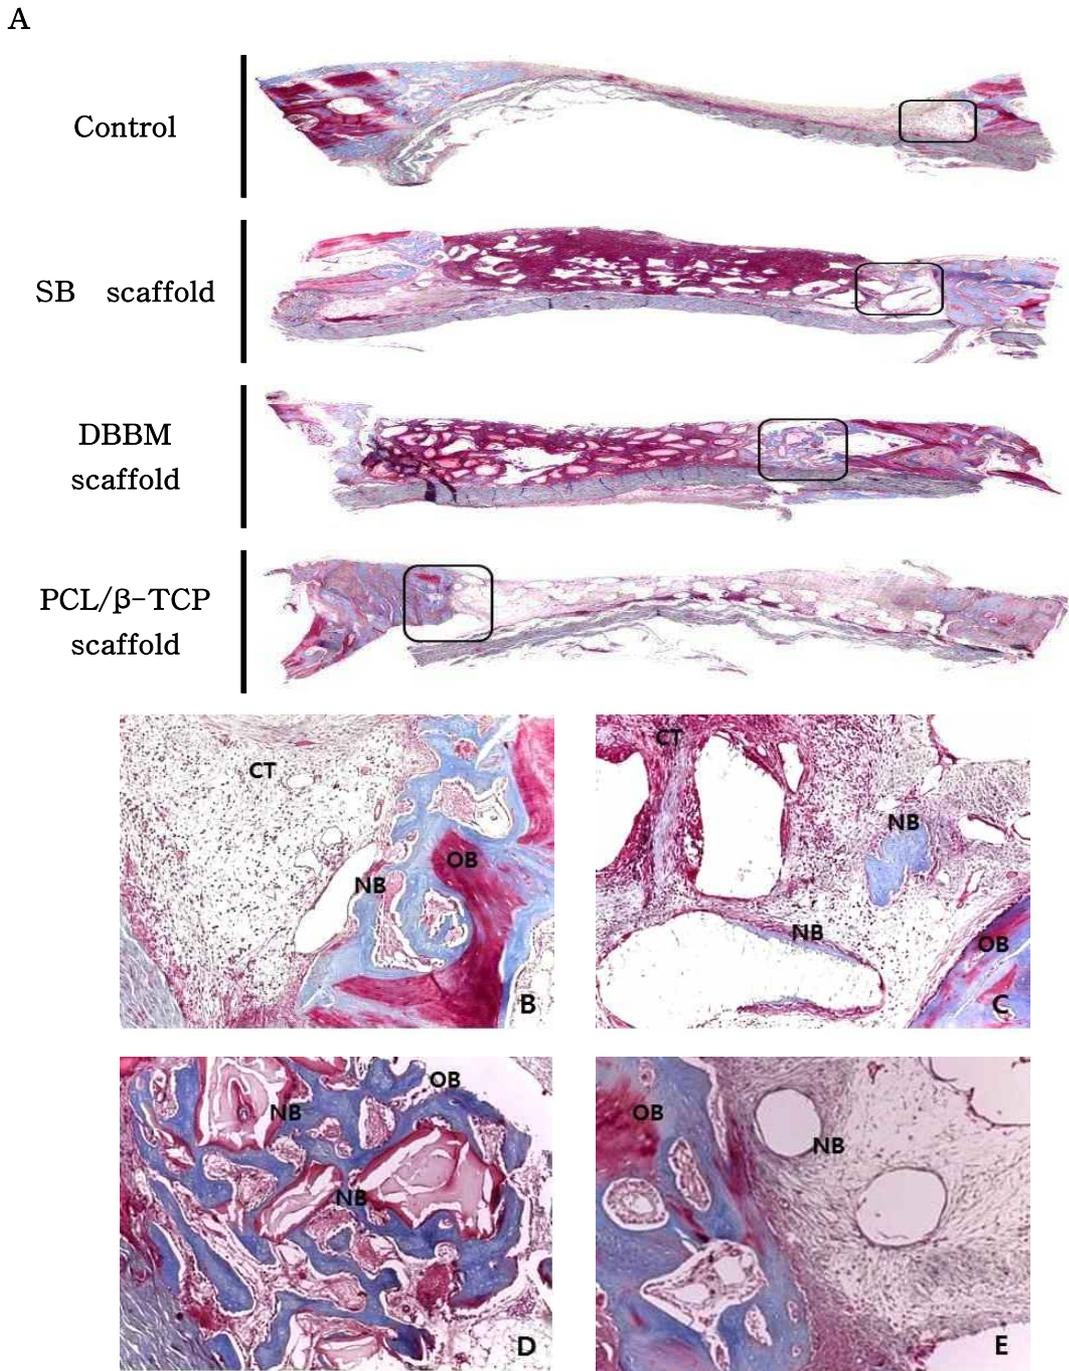 A
Control
SB scaffold
DBBM
scaffold
PCL/β-TCP
scaffold
CT
OB
NB
B
CT
NB
NB
OB
C
OB
NB
NB
D
OB
NB
E